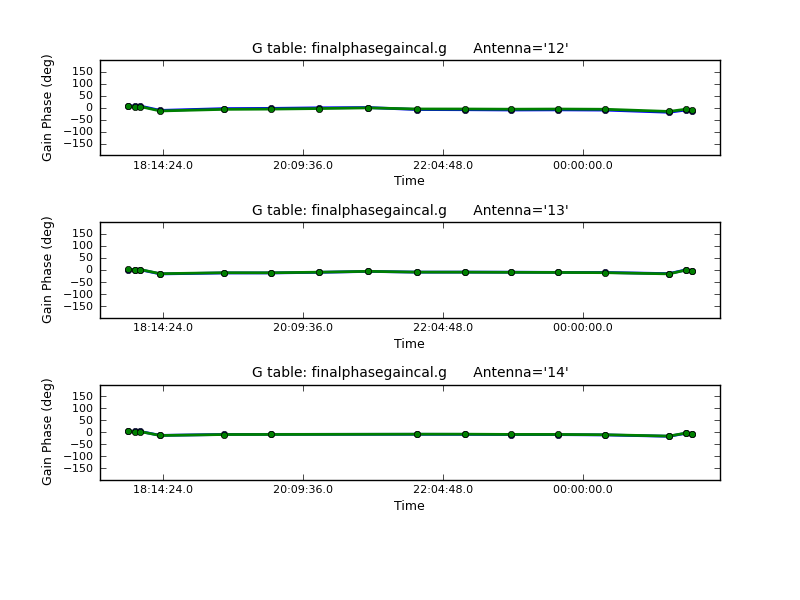 G table: finalphasegaincal.g Antenna='12'
Gain Phase (deg)
150
100
50
0
−50
−100
−150
18:14:24.0 20:09:36.0 22:04:48.0 00:00:00.0
Time
G table: finalphasegaincal.g Antenna='13'
Gain Phase (deg)
150
100
50
0
−50
−100
−150
18:14:24.0 20:09:36.0 22:04:48.0 00:00:00.0
Time
G table: finalphasegaincal.g Antenna='14'
Gain Phase (deg)
150
100
50
0
−50
−100
−150
18:14:24.0 20:09:36.0 22:04:48.0 00:00:00.0
Time